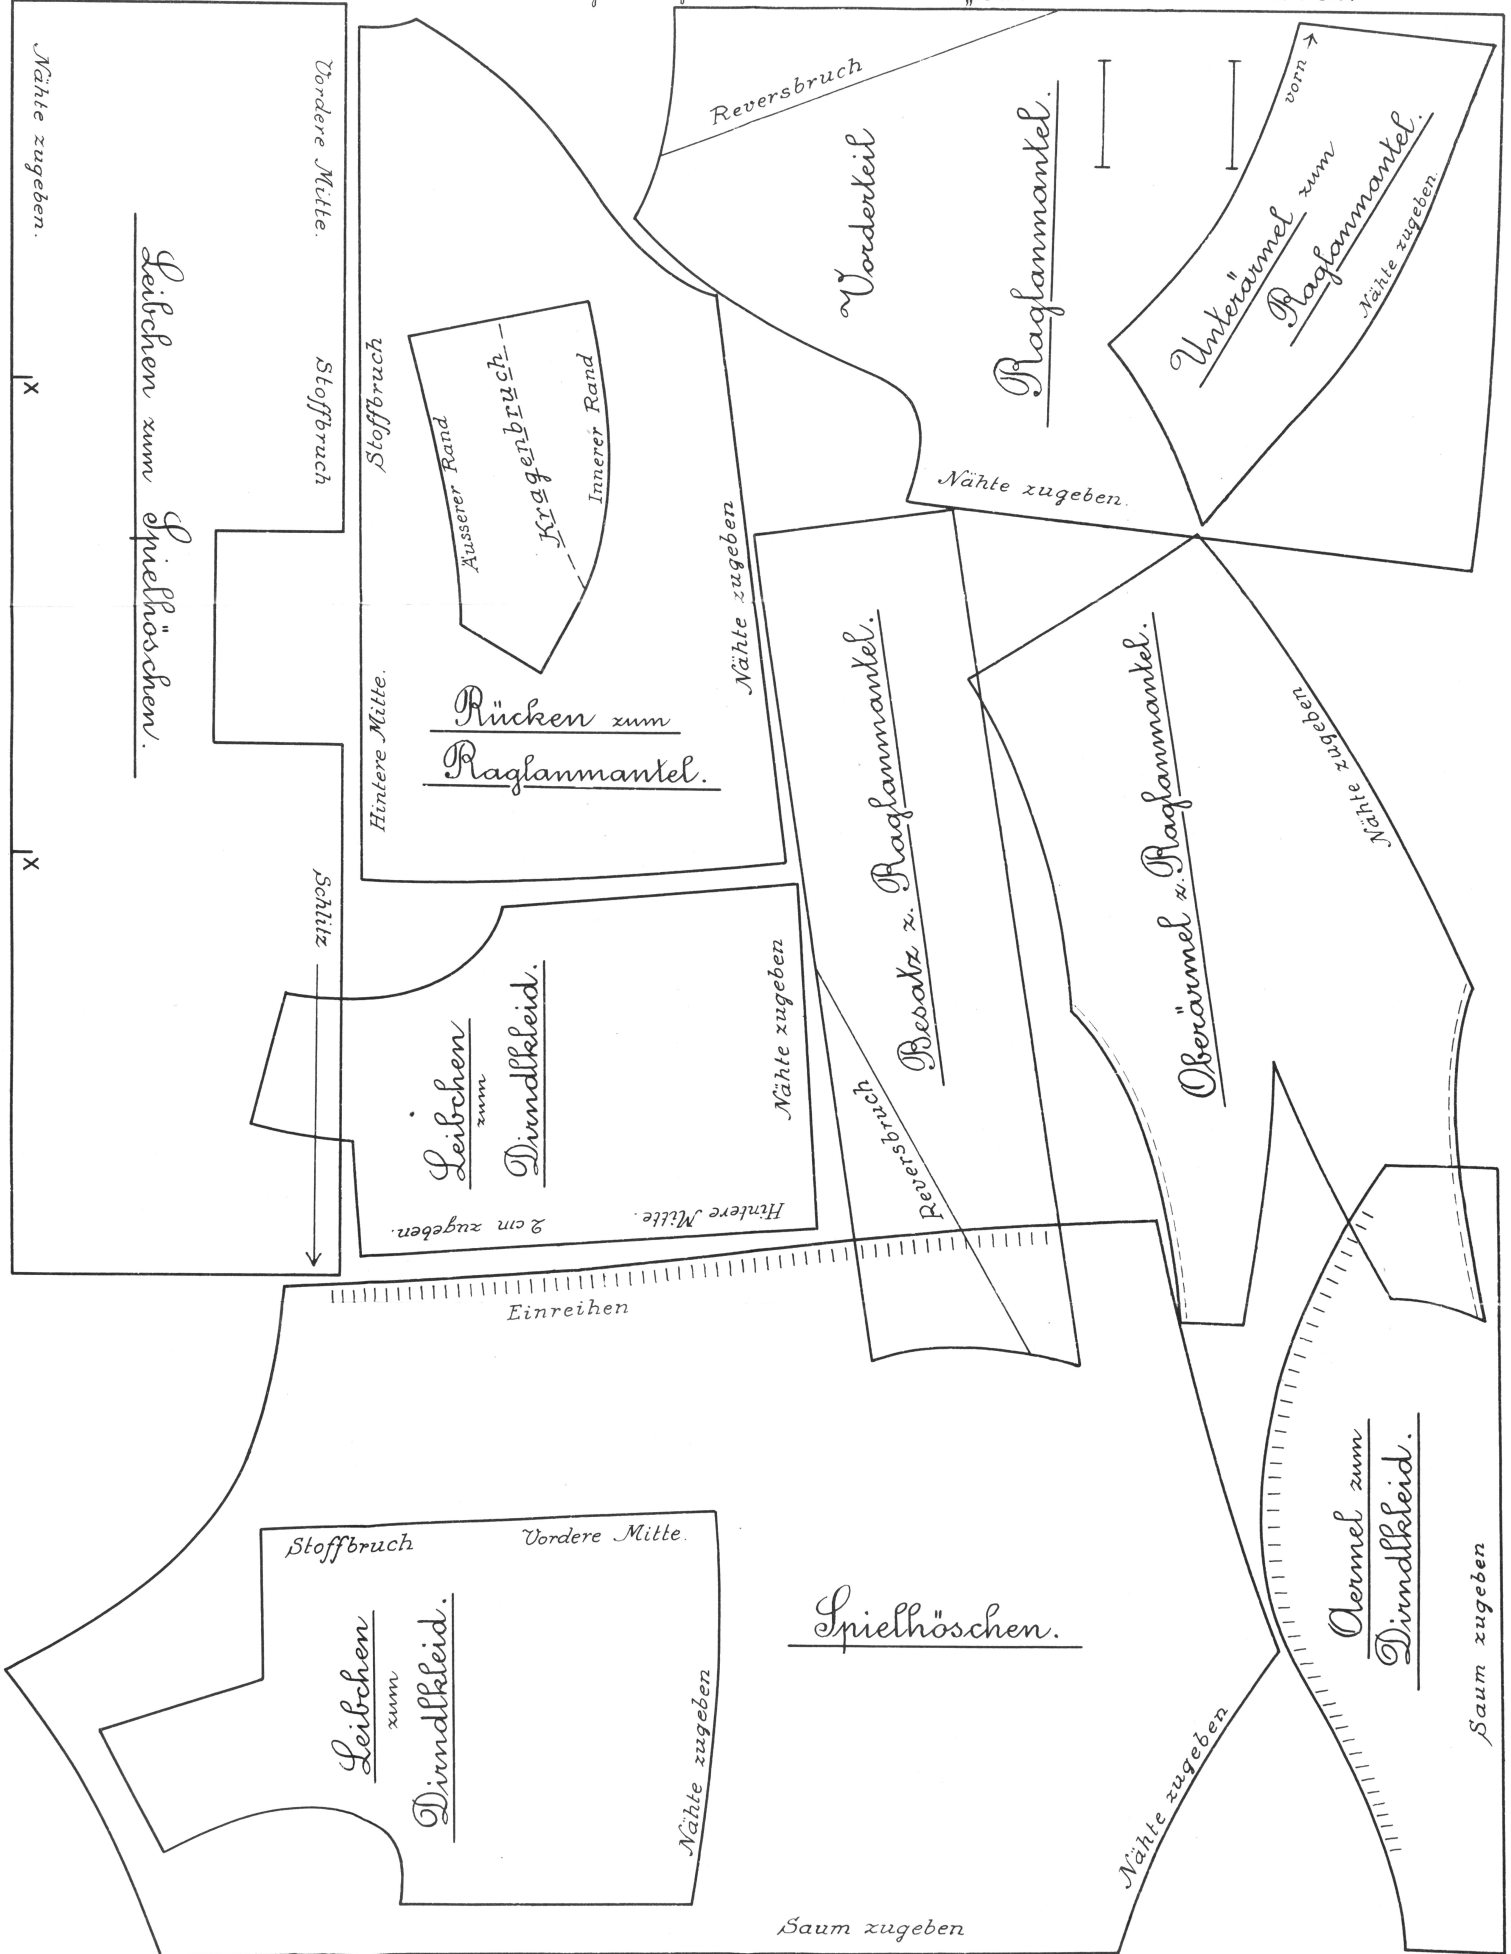 Nähte zugeben.
Vordere Mitte.
Stoffbruch
Leibchen zum Spielhöschen.
x
x
Schlitz
Stoffbruch
Hintere Mitte.
Äusserer Rand
Kragenbruch
Innerer Rand
Nähte zugeben
Rücken zum
Raglanmantel.
Reversbruch
Vorderteil
Raglanmantel.
Nähte zugeben.
vorn
Unterärmel zum
Raglanmantel.
Nähte zugeben.
Besatz z. Raglanmantel.
Reversbruch
Oberärmel z. Raglanmantel.
Nähte zugeben
Leibchen
zum
Dirndlkleid.
Nähte zugeben
Hintere Mitte.
2 cm zugeben.
Einreihen
Stoffbruch
Vordere Mitte.
Leibchen
zum
Dirndlkleid.
Nähte zugeben
Spielhöschen.
Nähte zugeben
Saum zugeben
Aermel zum
Dirndlkleid.
Saum zugeben